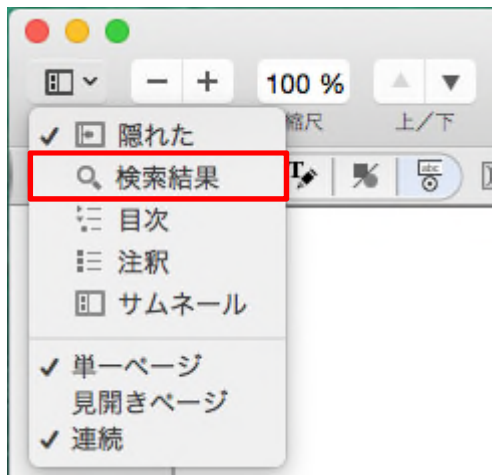 100 %
縮尺
上／下
abc
✓ 隠れた
検索結果
目次
注釈
サムネール
✓ 単一ページ
見開きページ
✓ 連続